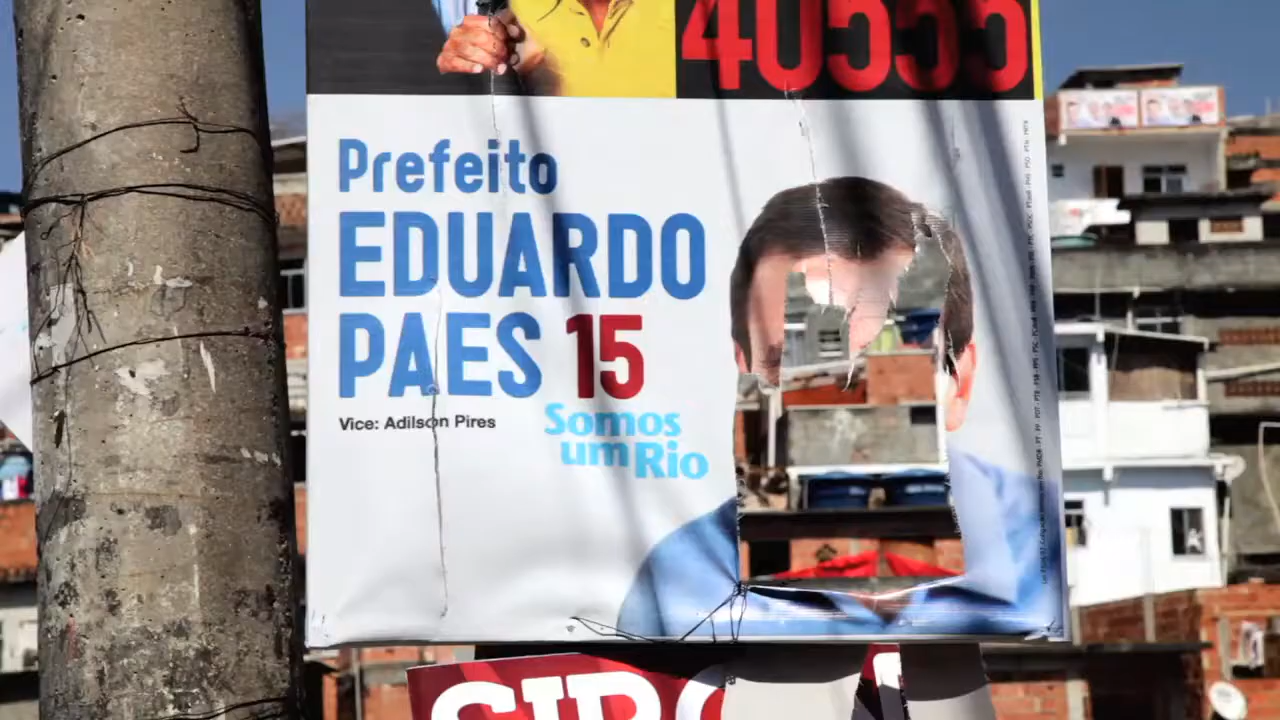 40555
Prefeito
EDUARDO
PAES 15
Vice: Adilson Pires
Somos
um Rio